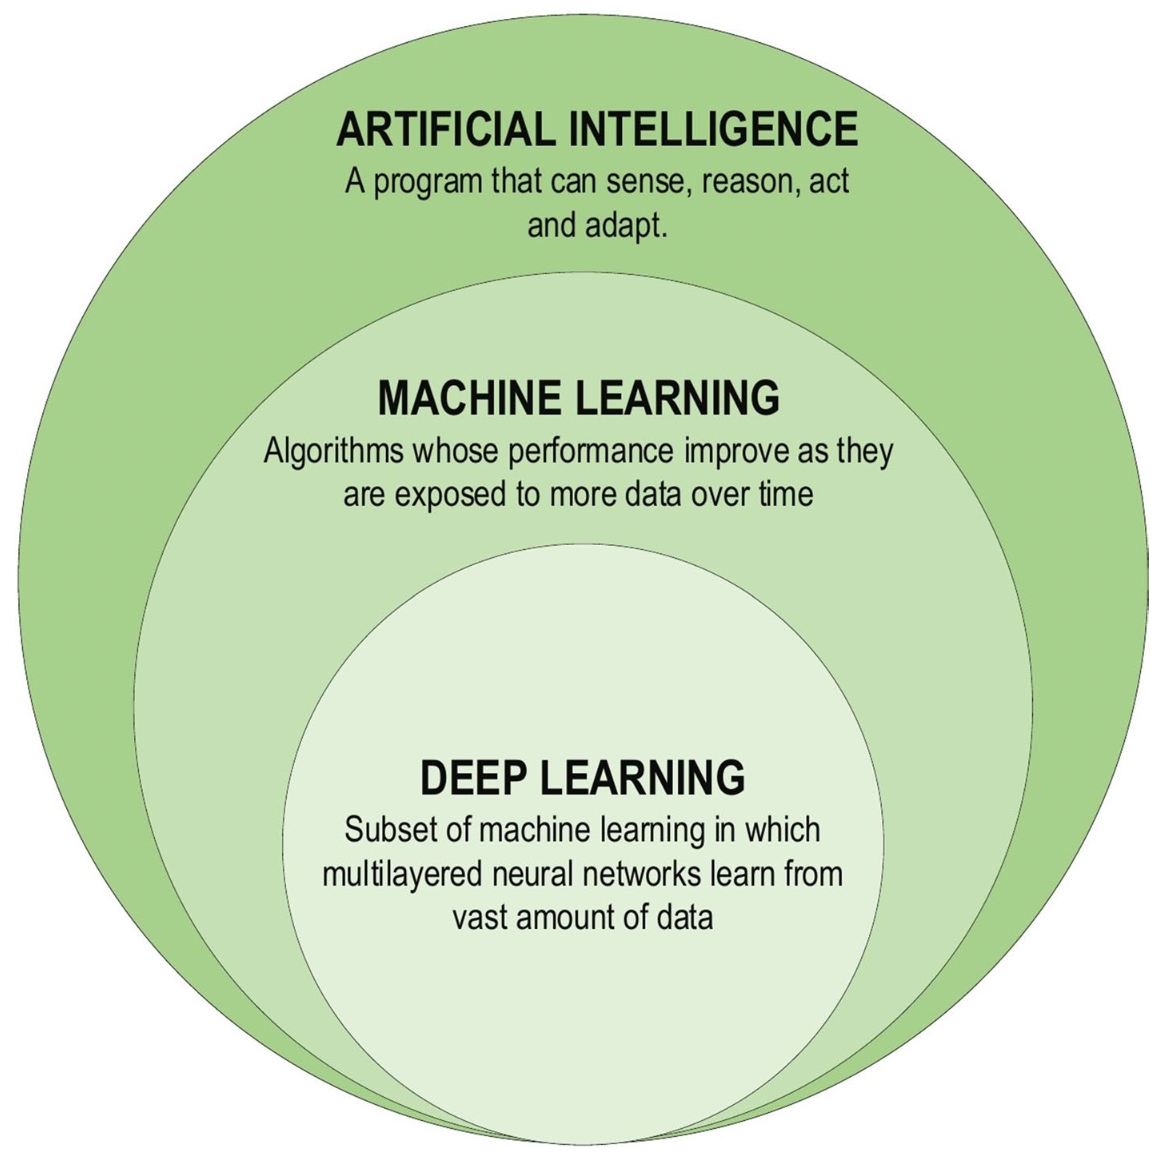 ARTIFICIAL INTELLIGENCE
A program that can sense, reason, act
and adapt.
MACHINE LEARNING
Algorithms whose performance improve as they
are exposed to more data over time
DEEP LEARNING
Subset of machine learning in which
multilayered neural networks learn from
vast amount of data